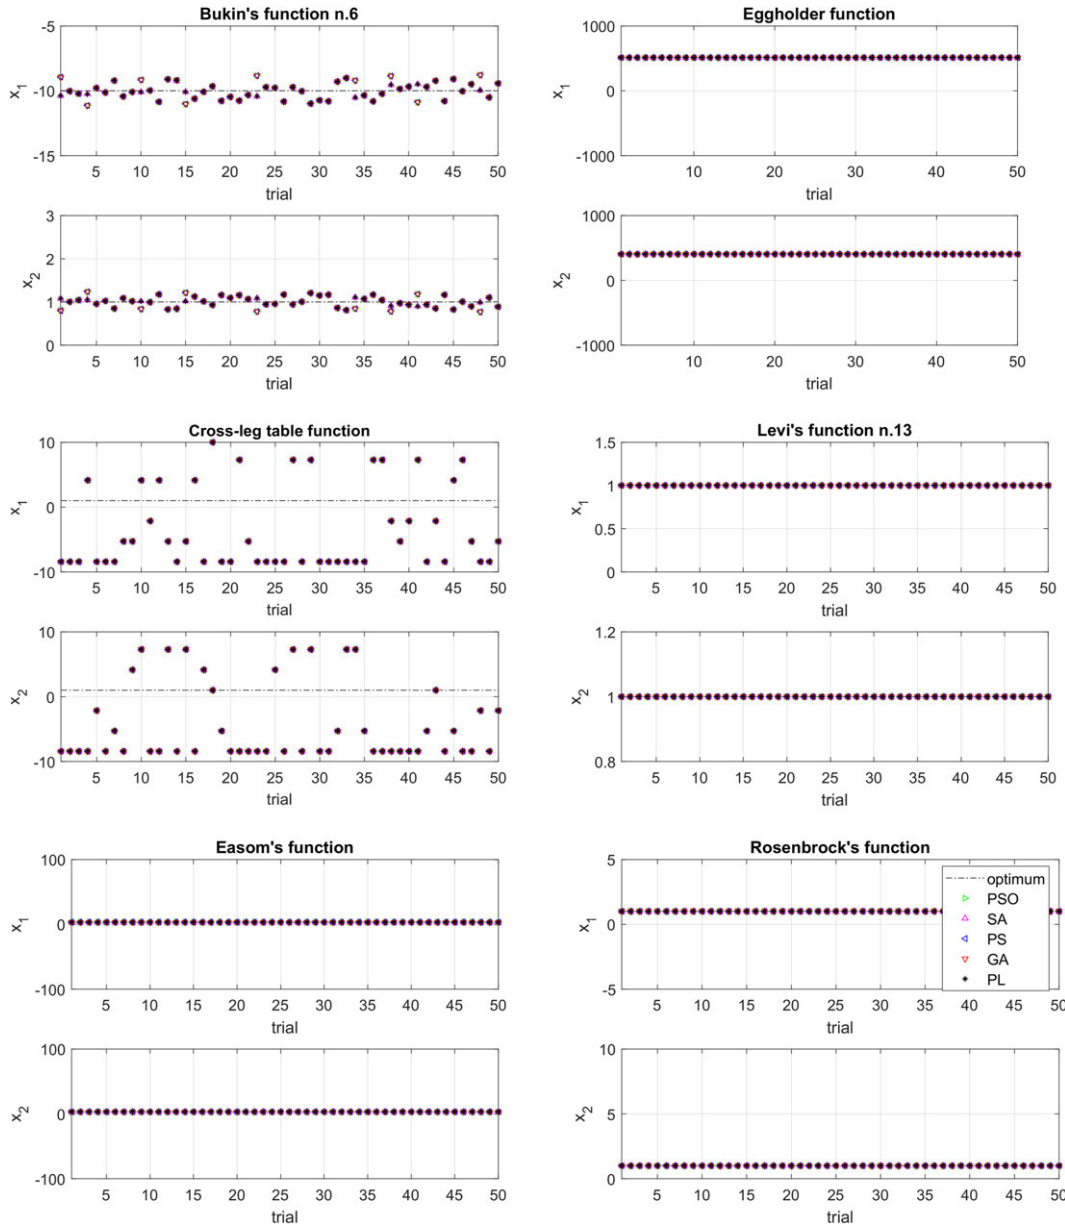 Bukin's function n.6
-5
-10
-15
x1
5 10 15 20 25 30 35 40 45 50
trial
3
2
1
0
x2
5 10 15 20 25 30 35 40 45 50
trial
Eggholder function
1000
0
-1000
x1
10 20 30 40 50
trial
1000
0
-1000
x2
10 20 30 40 50
trial
Cross-leg table function
10
0
-10
x1
5 10 15 20 25 30 35 40 45 50
trial
10
0
-10
x2
5 10 15 20 25 30 35 40 45 50
trial
Levi's function n.13
1.5
1
0.5
0
x1
5 10 15 20 25 30 35 40 45 50
trial
1.2
1
0.8
x2
5 10 15 20 25 30 35 40 45 50
trial
Easom's function
100
0
-100
x1
5 10 15 20 25 30 35 40 45 50
trial
100
0
-100
x2
5 10 15 20 25 30 35 40 45 50
trial
Rosenbrock's function
5
0
-5
x1
optimum
PSO
SA
PS
GA
PL
5 10 15 20 25 30 35 40 45 50
trial
10
5
0
x2
5 10 15 20 25 30 35 40 45 50
trial